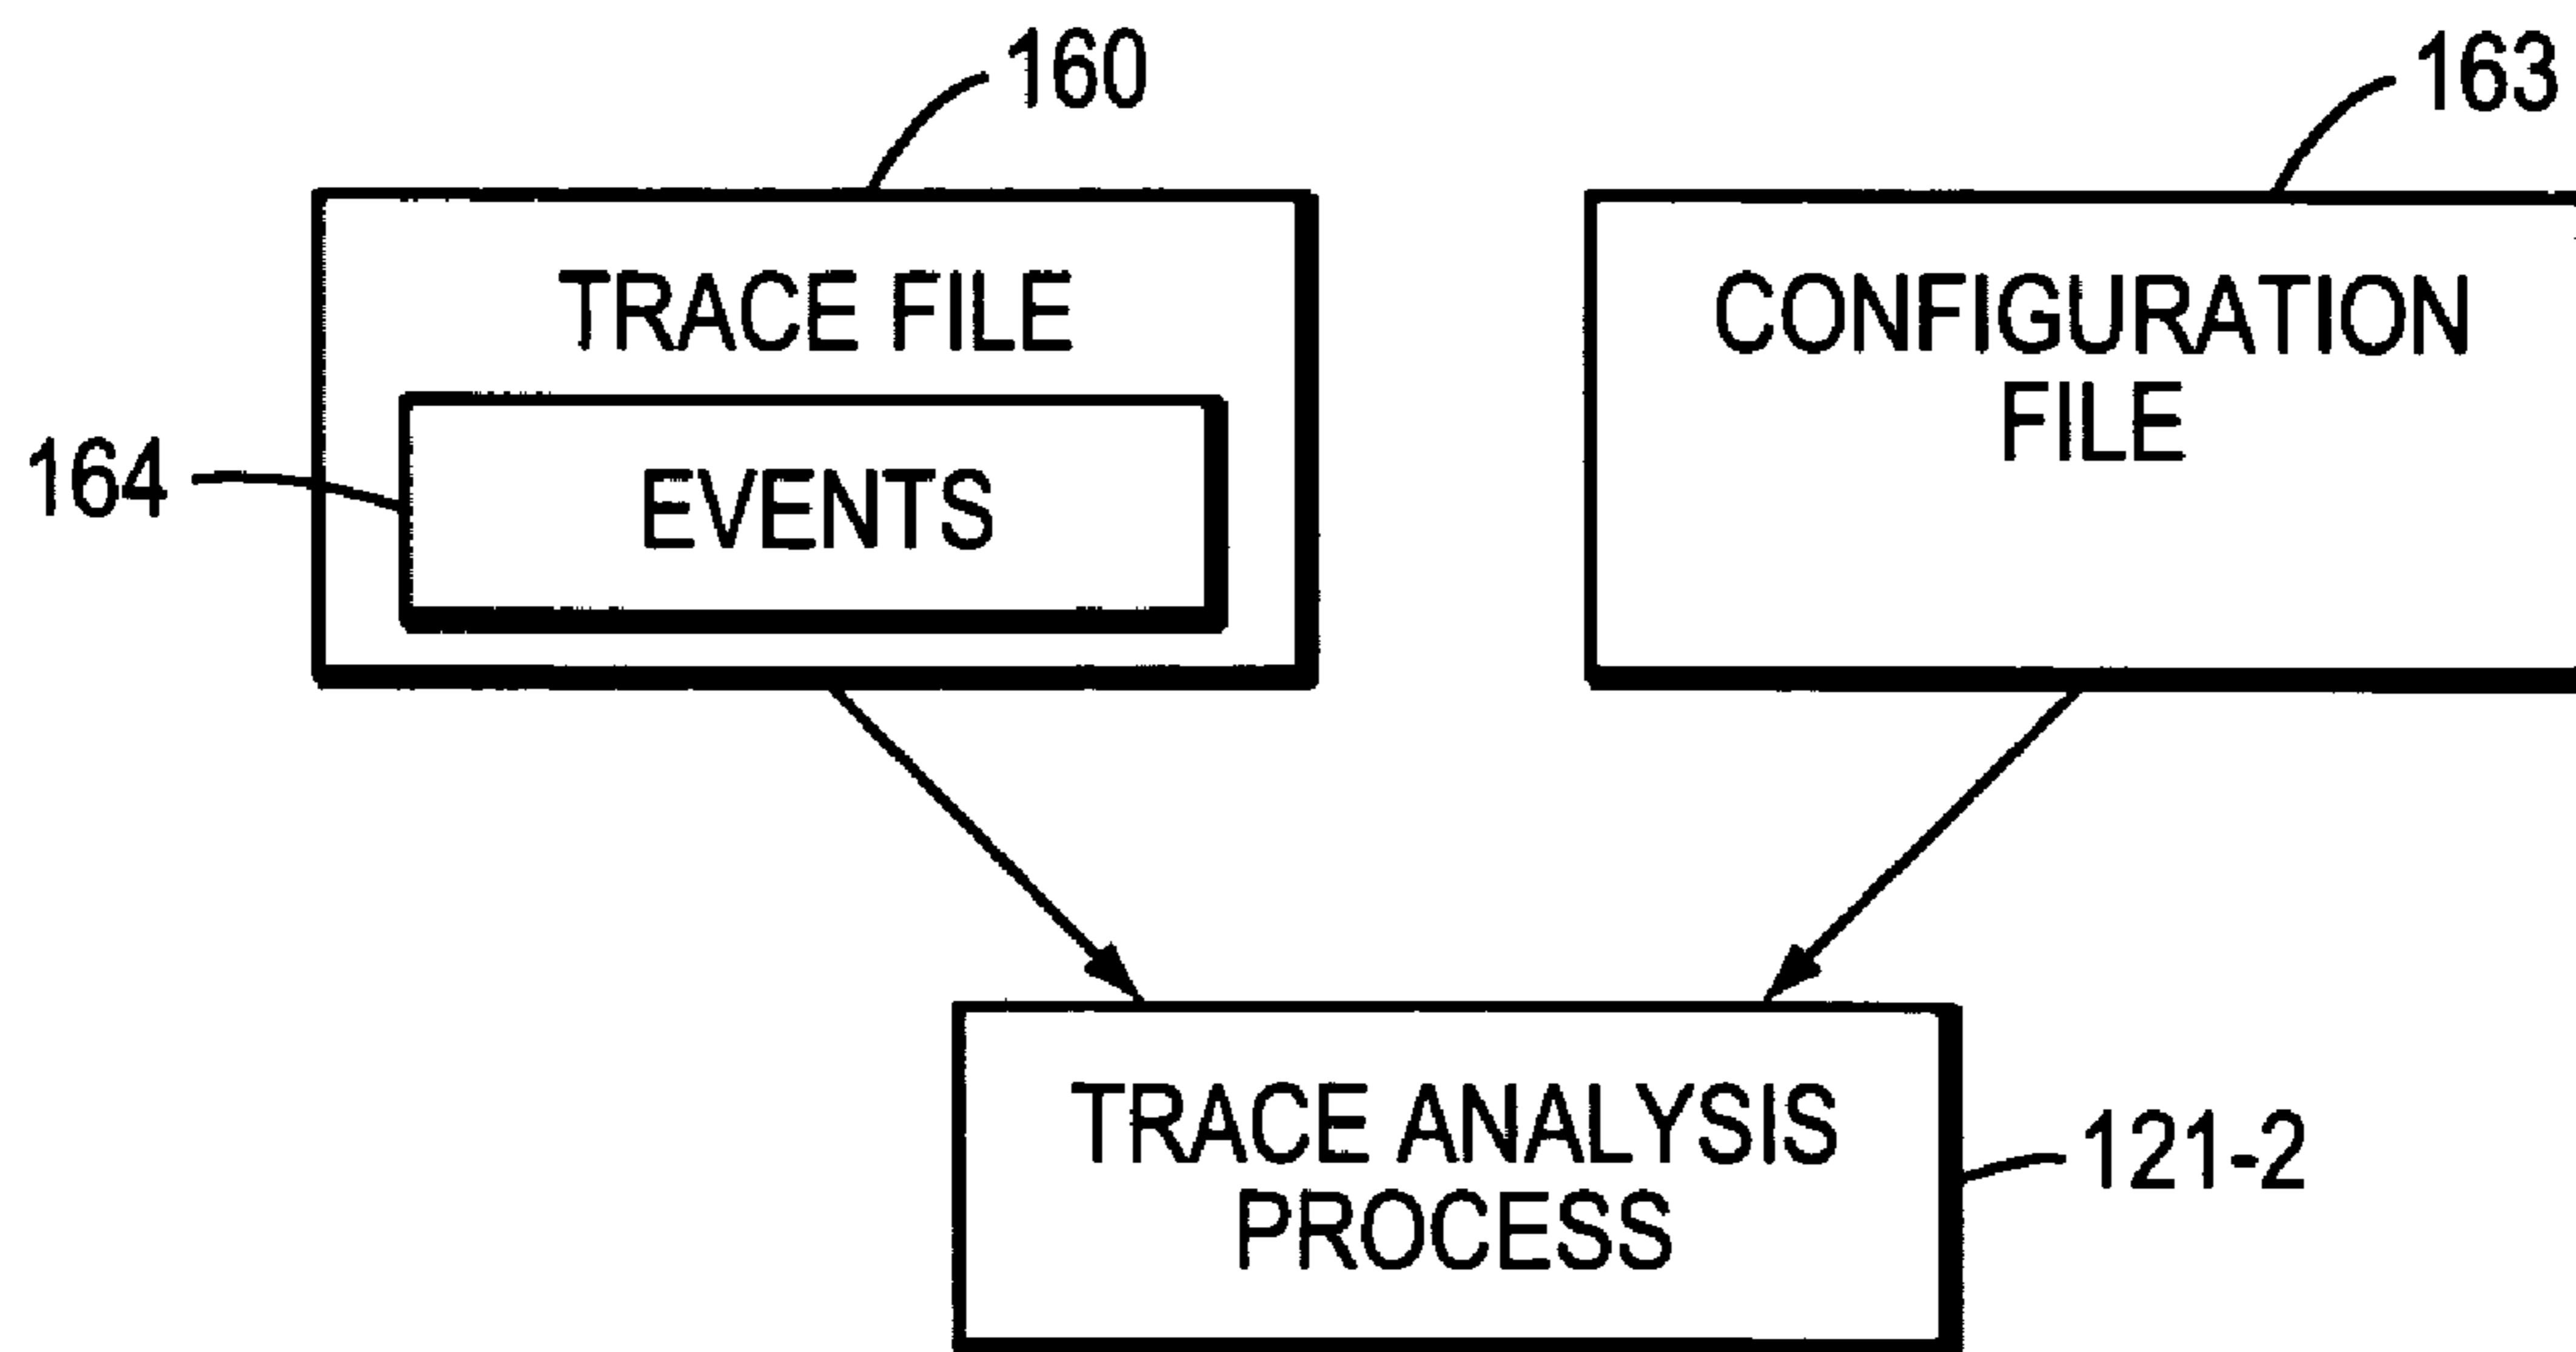 160
163
TRACE FILE
CONFIGURATION
FILE
164
EVENTS
TRACE ANALYSIS
PROCESS
121-2